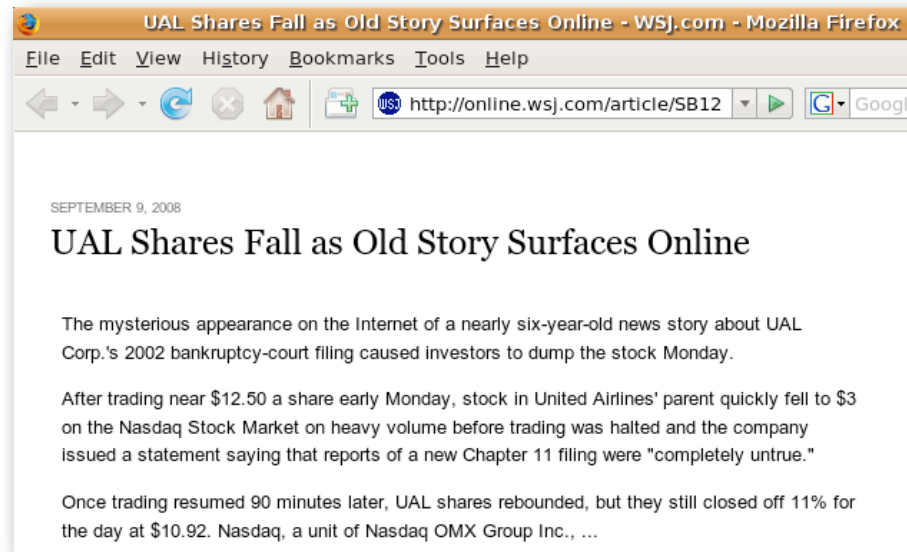 UAL Shares Fall as Old Story Surfaces Online - WSJ.com - Mozilla Firefox
File Edit View History Bookmarks Tools Help
WSJ http://online.wsj.com/article/SB12 G
SEPTEMBER 9, 2008
UAL Shares Fall as Old Story Surfaces Online
The mysterious appearance on the Internet of a nearly six-year-old news story about UAL
Corp.'s 2002 bankruptcy-court filing caused investors to dump the stock Monday.
After trading near $12.50 a share early Monday, stock in United Airlines' parent quickly fell to $3
on the Nasdaq Stock Market on heavy volume before trading was halted and the company
issued a statement saying that reports of a new Chapter 11 filing were "completely untrue."
Once trading resumed 90 minutes later, UAL shares rebounded, but they still closed off 11% for
the day at $10.92. Nasdaq, a unit of Nasdaq OMX Group Inc., ...